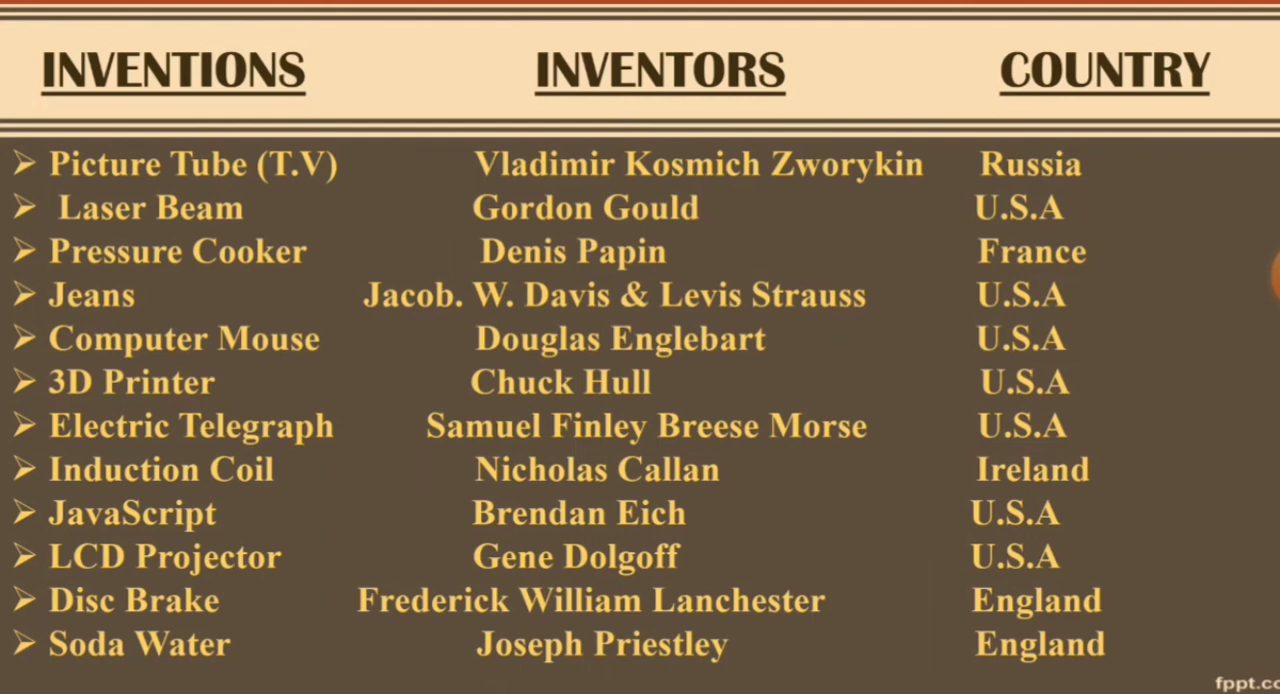 INVENTIONS INVENTORS COUNTRY
➢ Picture Tube (T.V) Vladimir Kosmich Zworykin Russia
➢ Laser Beam Gordon Gould U.S.A
➢ Pressure Cooker Denis Papin France
➢ Jeans Jacob. W. Davis & Levis Strauss U.S.A
➢ Computer Mouse Douglas Englebart U.S.A
➢ 3D Printer Chuck Hull U.S.A
➢ Electric Telegraph Samuel Finley Breese Morse U.S.A
➢ Induction Coil Nicholas Callan Ireland
➢ JavaScript Brendan Eich U.S.A
➢ LCD Projector Gene Dolgoff U.S.A
➢ Disc Brake Frederick William Lanchester England
➢ Soda Water Joseph Priestley England